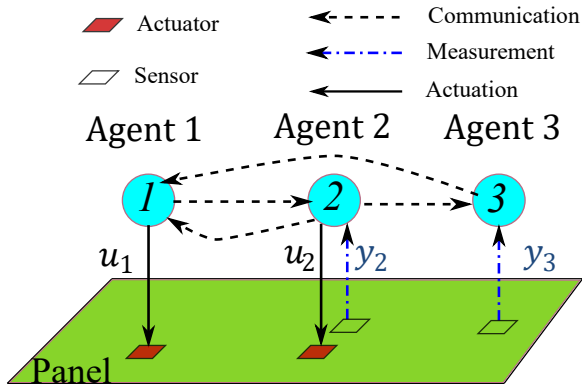 Actuator
Sensor
Communication
Measurement
Actuation
Agent 1
Agent 2
Agent 3
1
2
3
u₁
u₂
y₂
y₃
Panel